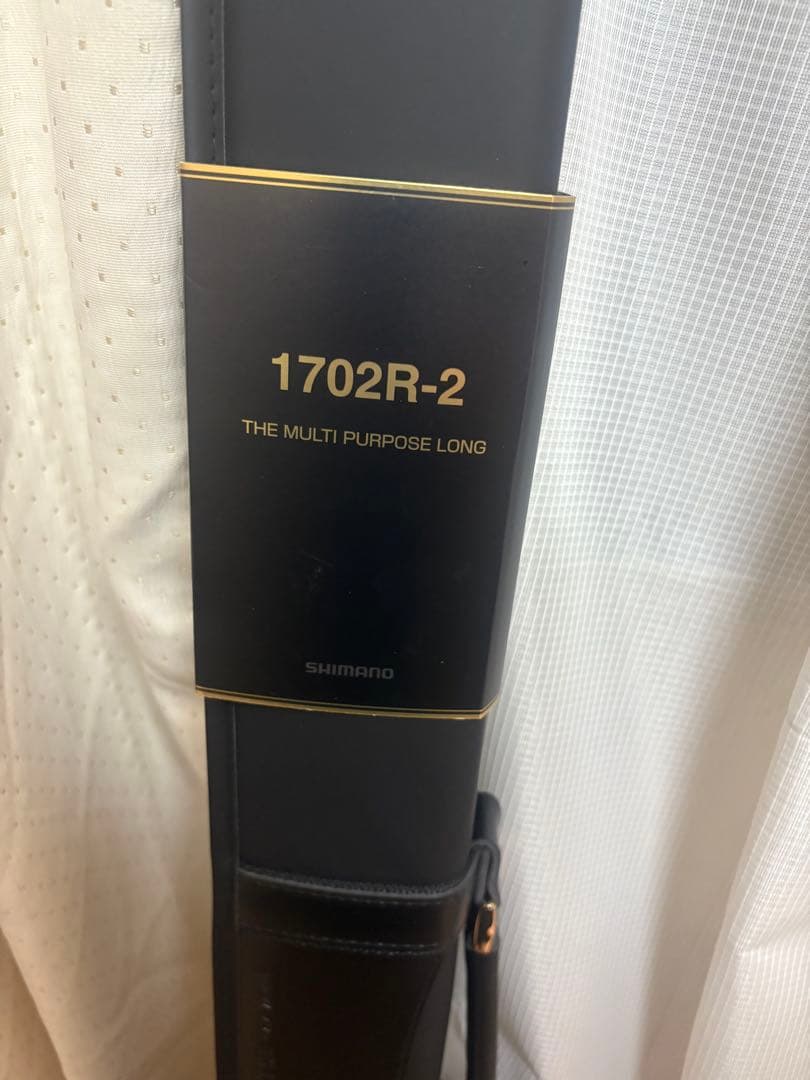 1702R-2
THE MULTI PURPOSE LONG
SHIMANO